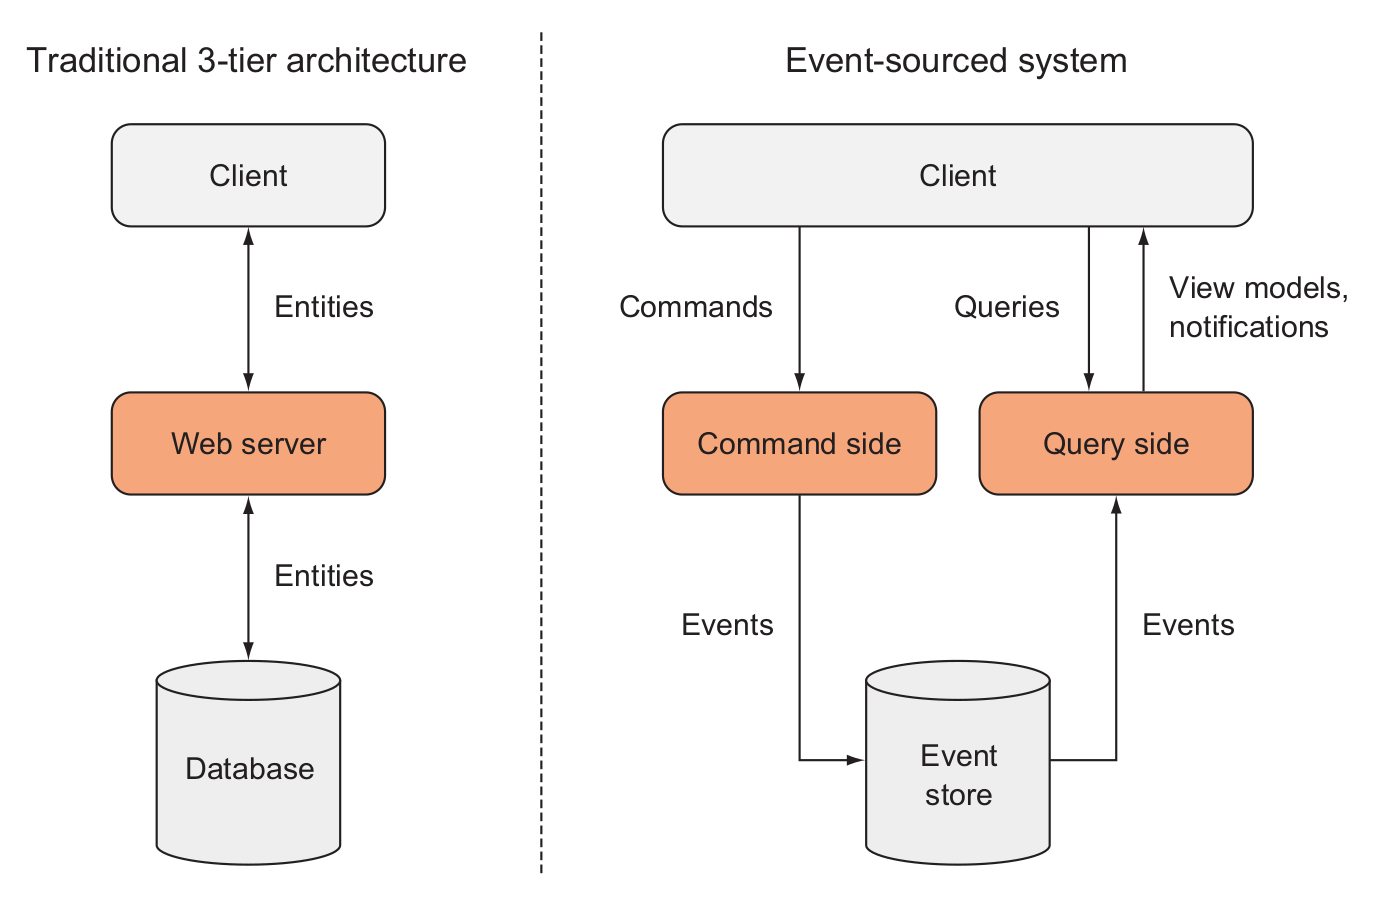 Traditional 3-tier architecture
Client
Entities
Web server
Entities
Database
Event-sourced system
Client
Commands
Queries
View models,
notifications
Command side
Query side
Events
Events
Event
store